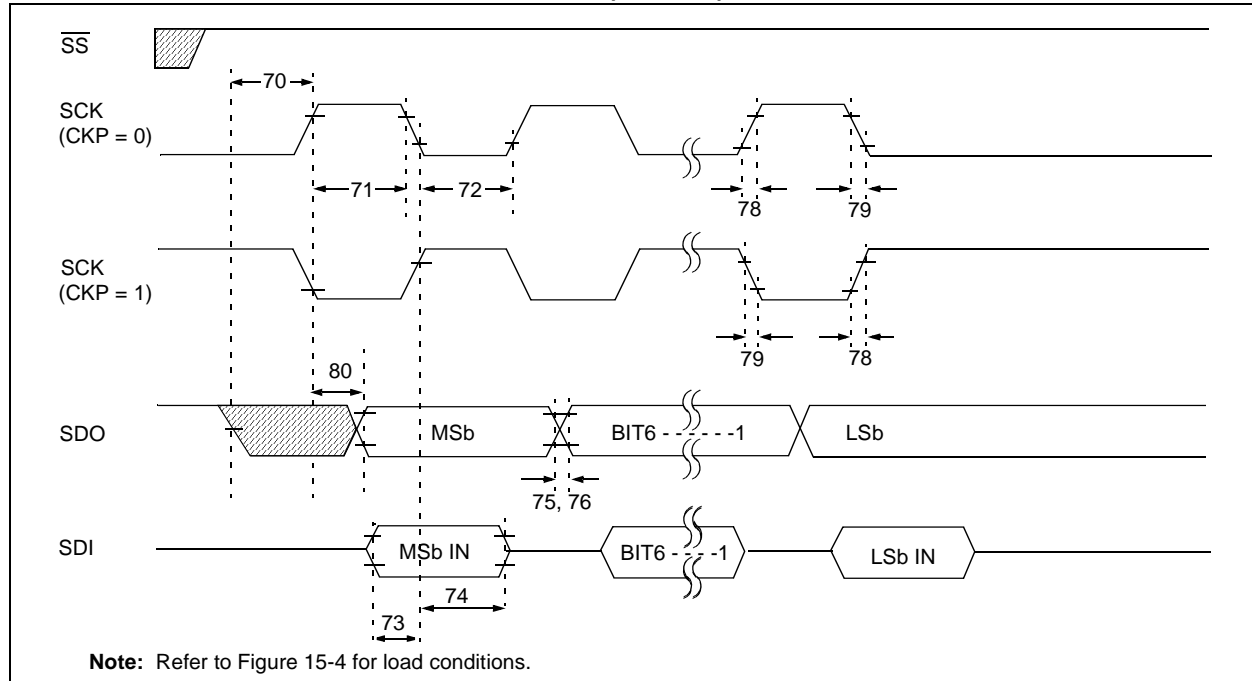 SS
70
SCK
(CKP = 0)
71
72
78
79
SCK
(CKP = 1)
79
78
80
SDO
MSb
BIT6 - - - - - -1
LSb
75, 76
SDI
MSb IN
BIT6 - - - -1
LSb IN
74
73
Note: Refer to Figure 15-4 for load conditions.